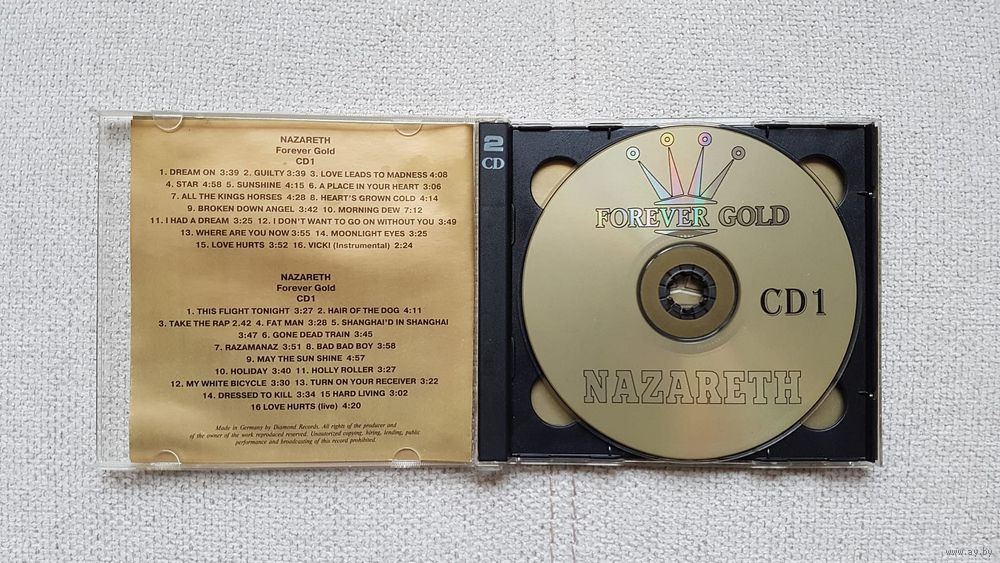 NAZARETH
Forever Gold
CD1
1. DREAM ON 3:39 2. GUILTY 3:39 3. LOVE LEADS TO MADNESS 4:08
4. STAR 4:58 5. SUNSHINE 4:15 6. A PLACE IN YOUR HEART 3:06
7. ALL THE KINGS HORSES 4:28 8. HEART'S GROWN COLD 4:14
9. BROKEN DOWN ANGEL 3:42 10. MORNING DEW 7:12
11. I HAD A DREAM 3:25 12. I DON'T WANT TO GO ON WITHOUT YOU 3:49
13. WHERE ARE YOU NOW 3:55 14. MOONLIGHT EYES 3:25
15. LOVE HURTS 3:52 16. VICKI (Instrumental) 2:24
NAZARETH
Forever Gold
CD1
1. THIS FLIGHT TONIGHT 3:27 2. HAIR OF THE DOG 4:11
3. TAKE THE RAP 2.42 4. FAT MAN 3:28 5. SHANGHAI'D IN SHANGHAI
3:47 6. GONE DEAD TRAIN 3:45
7. RAZAMANAZ 3:51 8. BAD BAD BOY 3:58
9. MAY THE SUN SHINE 4:57
10. HOLIDAY 3:40 11. HOLLY ROLLER 3:27
12. MY WHITE BICYCLE 3:30 13. TURN ON YOUR RECEIVER 3:22
14. DRESSED TO KILL 3:34 15 HARD LIVING 3:02
16 LOVE HURTS (live) 4:20
Made in Germany by Diamond Records. All rights of the producer and
of the owner of the work reproduced reserved. Unautorized copying, hiring, lending, public
performance and broadcasting of this record prohibited.
2
CD
FOREVER GOLD
CD 1
NAZARETH
www.ay.by